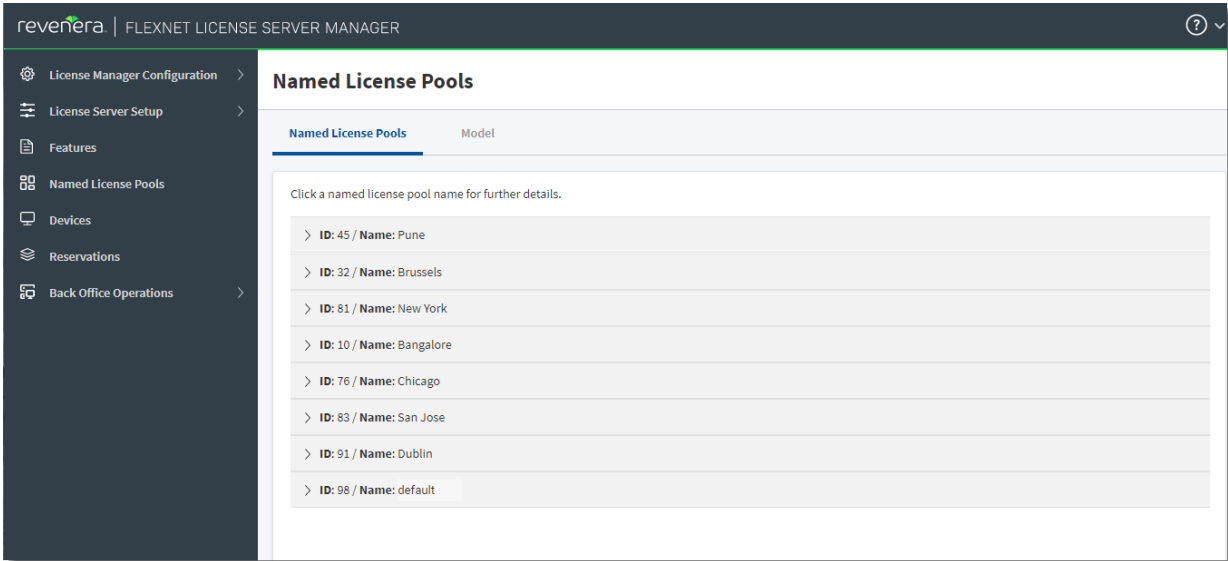 revenera. | FLEXNET LICENSE SERVER MANAGER
?
License Manager Configuration
License Server Setup
Features
Named License Pools
Devices
Reservations
Back Office Operations
Named License Pools
Named License Pools Model
Click a named license pool name for further details.
ID: 45 / Name: Pune
ID: 32 / Name: Brussels
ID: 81 / Name: New York
ID: 10 / Name: Bangalore
ID: 76 / Name: Chicago
ID: 83 / Name: San Jose
ID: 91 / Name: Dublin
ID: 98 / Name: default